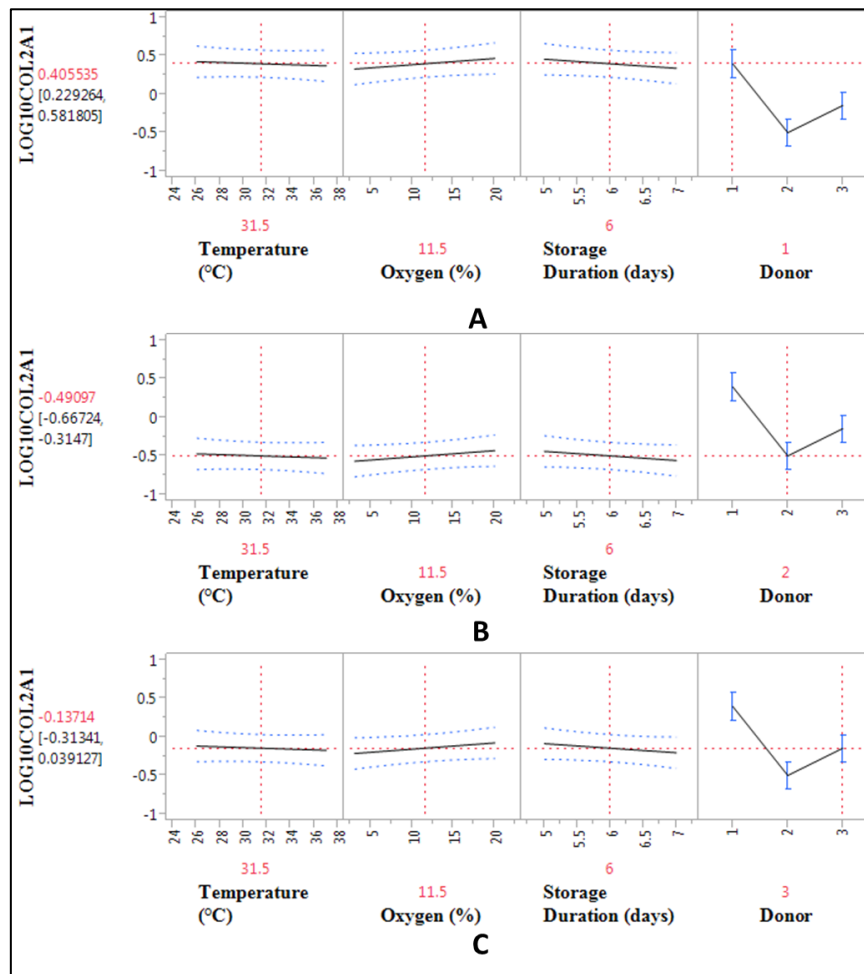 LOG10COL2A1
0.405535
[0.229264,
0.581805]
1
0.5
0
-0.5
-1
24 26 28 30 32 34 36 38
5 10 15 20
5 5.5 6 6.5 7
1 2 3
31.5
Temperature
(°C)
11.5
Oxygen (%)
6
Storage
Duration (days)
1
Donor
A
LOG10COL2A1
-0.49097
[-0.66724,
-0.3147]
1
0.5
0
-0.5
-1
24 26 28 30 32 34 36 38
5 10 15 20
5 5.5 6 6.5 7
1 2 3
31.5
Temperature
(°C)
11.5
Oxygen (%)
6
Storage
Duration (days)
2
Donor
B
LOG10COL2A1
-0.13714
[-0.31341,
0.039127]
1
0.5
0
-0.5
-1
24 26 28 30 32 34 36 38
5 10 15 20
5 5.5 6 6.5 7
1 2 3
31.5
Temperature
(°C)
11.5
Oxygen (%)
6
Storage
Duration (days)
3
Donor
C